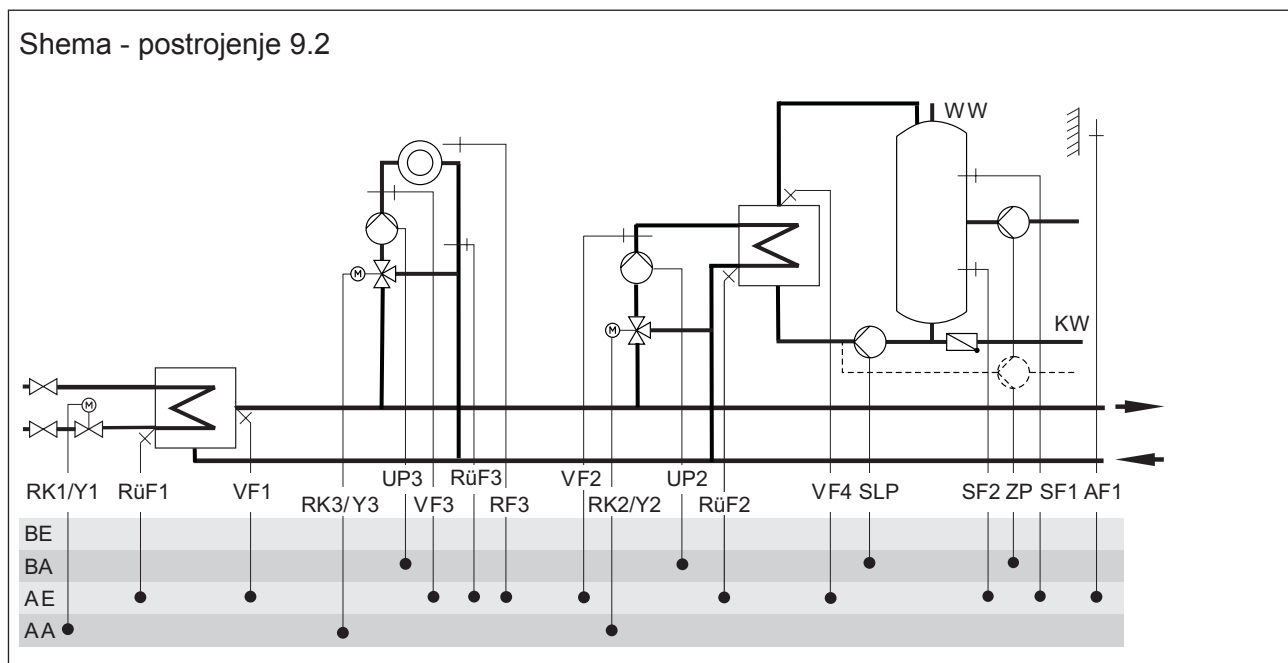 Shema - postrojenje 9.2
WW
M
M
KW
M
RK1/Y1 RüF1 VF1 RK3/Y3 UP3 VF3 RüF3 RF3 VF2 RK2/Y2 UP2 RüF2 VF4 SLP SF2 ZP SF1 AF1
BE
BA
AE
AA